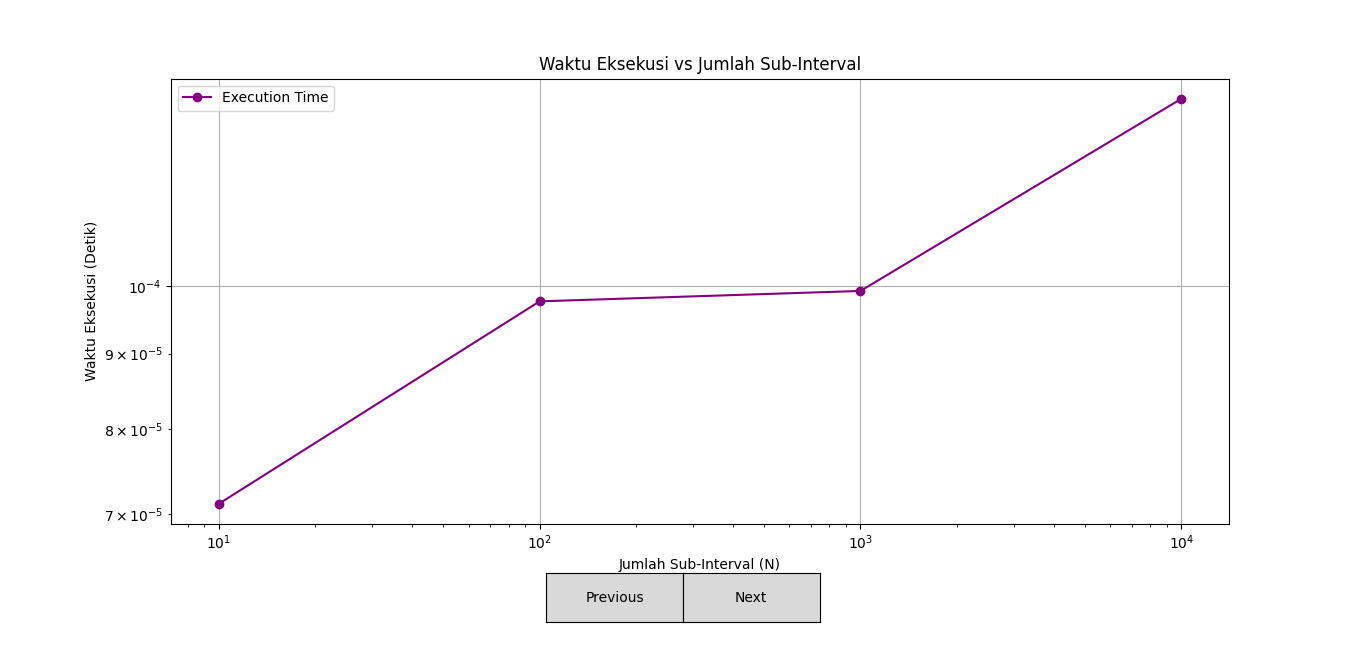 Waktu Eksekusi vs Jumlah Sub-Interval
Execution Time
Waktu Eksekusi (Detik)
10⁻⁴
9 × 10⁻⁵
8 × 10⁻⁵
7 × 10⁻⁵
10¹ 10² 10³ 10⁴
Jumlah Sub-Interval (N)
Previous Next